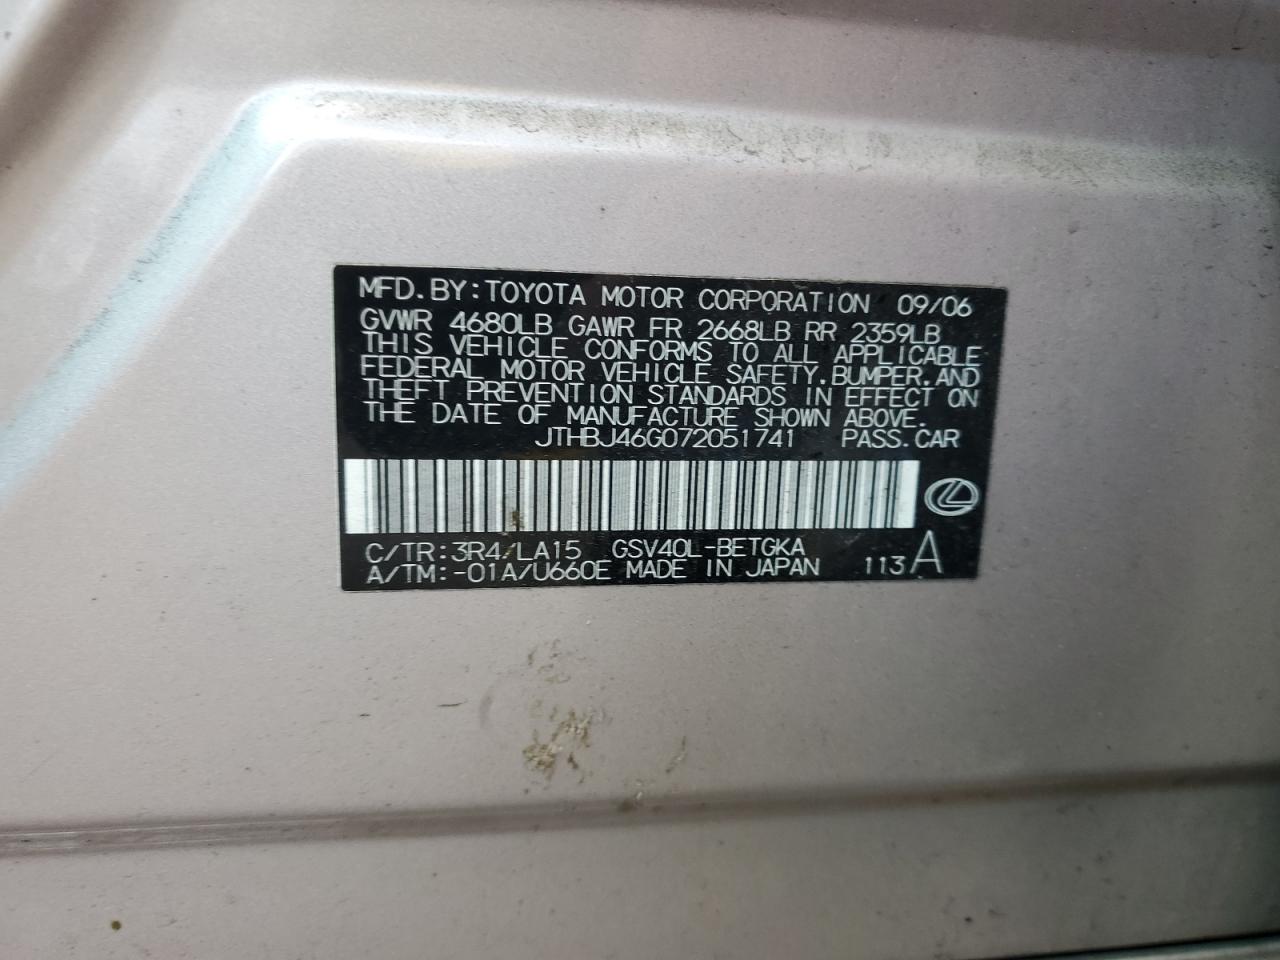 MFD. BY: TOYOTA MOTOR CORPORATION 09/06
GVWR 4680LB GAWR FR 2668LB RR 2359LB
THIS VEHICLE CONFORMS TO ALL APPLICABLE
FEDERAL MOTOR VEHICLE SAFETY, BUMPER, AND
THEFT PREVENTION STANDARDS IN EFFECT ON
THE DATE OF MANUFACTURE SHOWN ABOVE.
JTHBJ46G072051741 PASS. CAR
C/TR: 3R4/LA15 GSV40L-BETGKA
A/TM: -01A/U660E MADE IN JAPAN 113 A